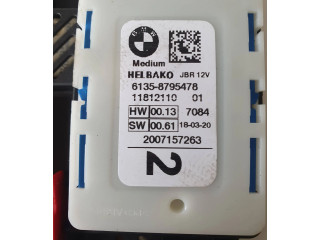 BMW
Medium
HELBAKO JBR 12V
6135-8795478
11812110 01
HW 00.13 7084
SW 00.61 18-03-20
2007157263
2